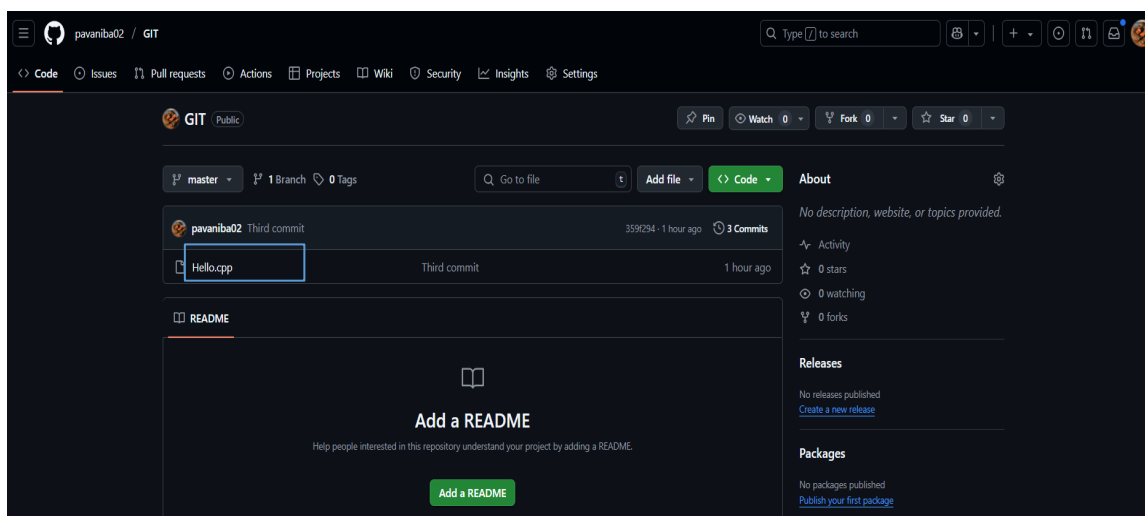 pavaniba02 / GIT
Type / to search
Code Issues Pull requests Actions Projects Wiki Security Insights Settings
GIT Public
Pin Watch 0 Fork 0 Star 0
master 1 Branch 0 Tags Go to file t Add file Code
About
No description, website, or topics provided.
pavaniba02 Third commit 359f294 · 1 hour ago 3 Commits
Activity
Hello.cpp Third commit 1 hour ago
0 stars
0 watching
0 forks
README
Releases
No releases published
Create a new release
Add a README
Help people interested in this repository understand your project by adding a README.
Add a README
Packages
No packages published
Publish your first package